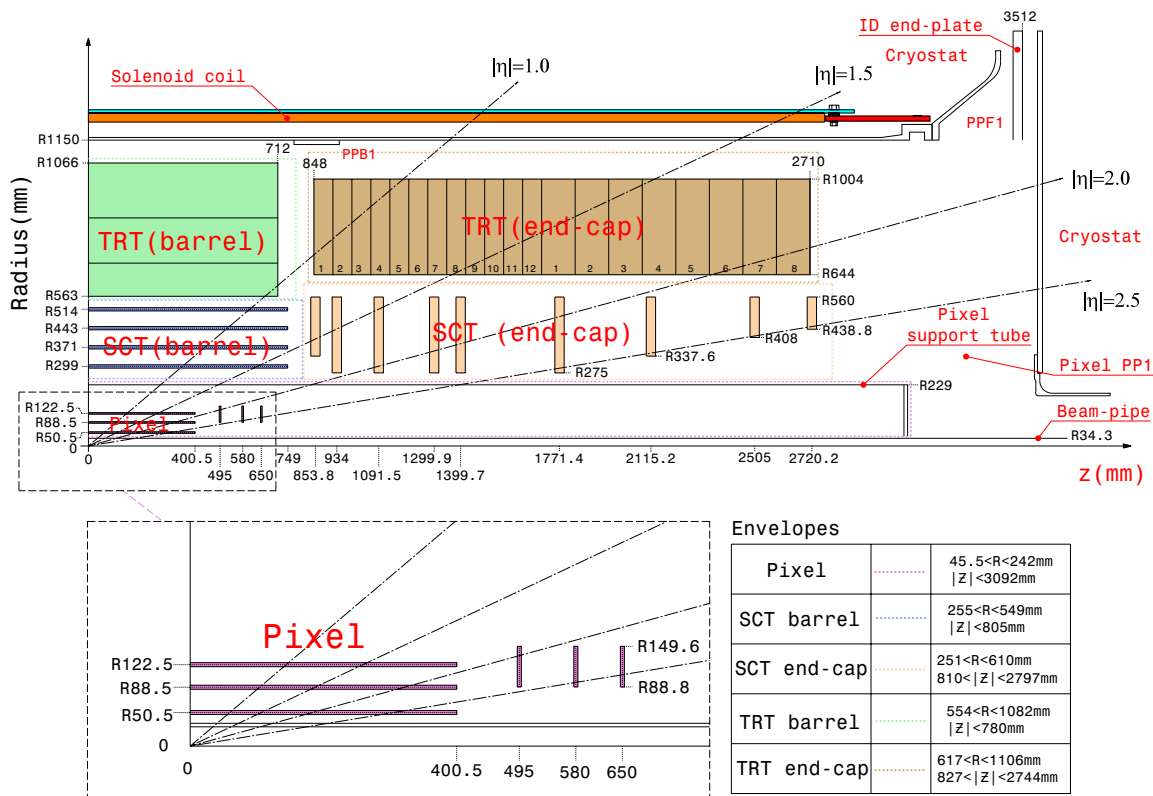 3512
ID end-plate
Cryostat
|η|=1.0
|η|=1.5
Solenoid coil
PPF1
R1150
712
PPB1
R1066
848
2710
R1004
TRT(barrel)
TRT(end-cap)
|η|=2.0
Cryostat
Radius(mm)
1 2 3 4 5 6 7 8 9 10 11 12 1 2 3 4 5 6 7 8
R644
R563
R514
R443
R371
R299
SCT(barrel)
SCT (end-cap)
R560
R438.8
R408
R337.6
R275
|η|=2.5
Pixel
support tube
Pixel PP1
R229
R122.5
R88.5
R50.5
0
Pixel
Beam-pipe
R34.3
0 400.5 749 934 1299.9 1771.4 2115.2 2505 2720.2
495 580 650 853.8 1091.5 1399.7
z(mm)
Pixel
R122.5
R88.5
R50.5
0
R149.6
R88.8
0
400.5 495 580 650
Envelopes
Pixel
45.5<R<242mm
|Z|<3092mm
SCT barrel
255<R<549mm
|Z|<805mm
SCT end-cap
251<R<610mm
810<|Z|<2797mm
TRT barrel
554<R<1082mm
|Z|<780mm
TRT end-cap
617<R<1106mm
827<|Z|<2744mm